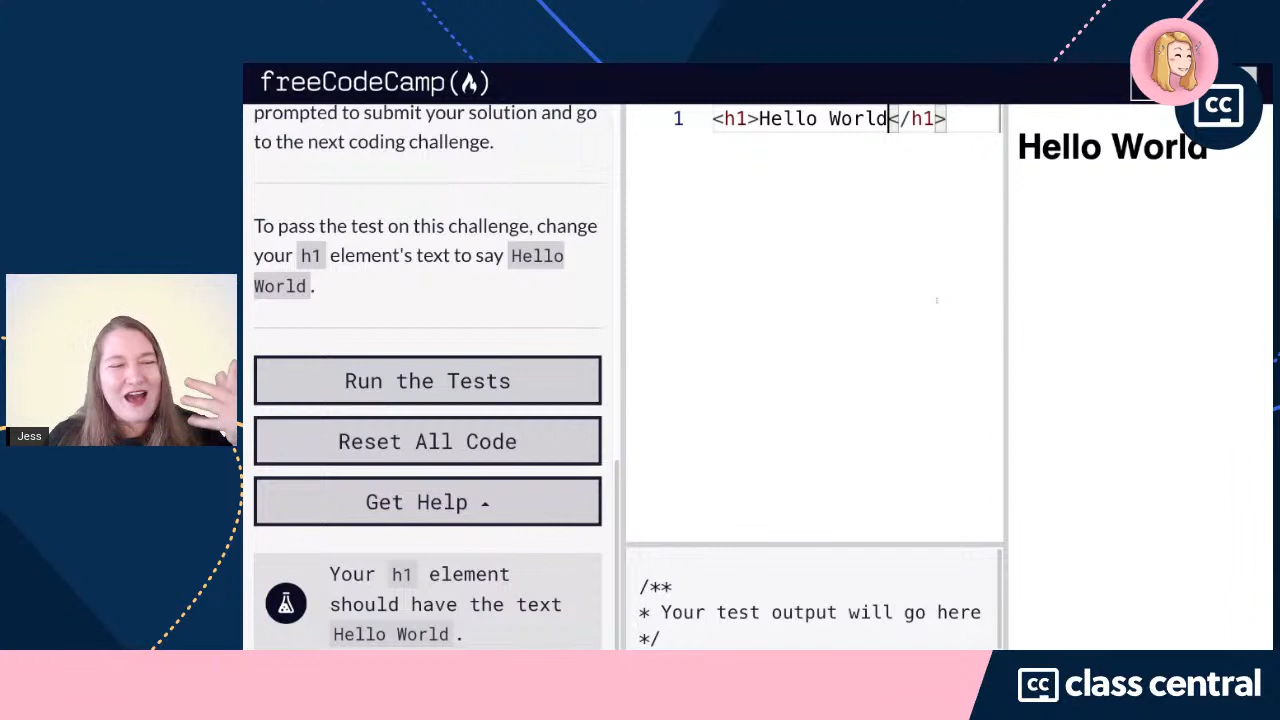 freeCodeCamp
prompted to submit your solution and go
to the next coding challenge.
To pass the test on this challenge, change
your h1 element's text to say Hello
World.
Run the Tests
Reset All Code
Get Help
Your h1 element
should have the text
Hello World.
1 <h1>Hello World</h1>
/**
* Your test output will go here
*/
CC
Hello World
Jess
CC class central